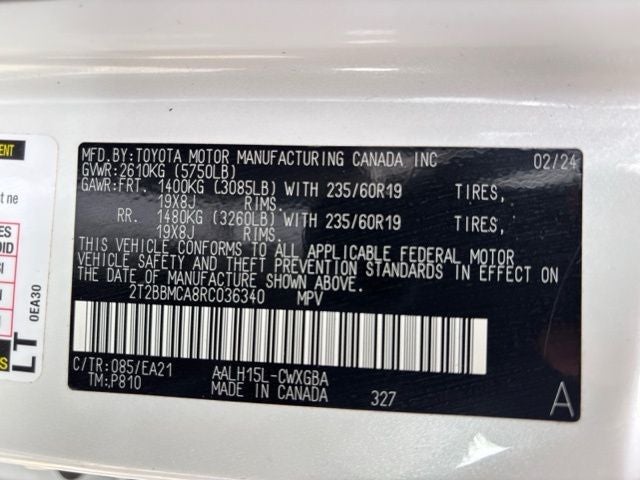 MFD.BY:TOYOTA MOTOR MANUFACTURING CANADA INC 02/24
GVWR:2610KG (5750LB)
GAWR:FRT. 1400KG (3085LB) WITH 235/60R19 TIRES,
19X8J RIMS.
RR. 1480KG (3260LB) WITH 235/60R19 TIRES,
19X8J RIMS.
THIS VEHICLE CONFORMS TO ALL APPLICABLE FEDERAL MOTOR
VEHICLE SAFETY AND THEFT PREVENTION STANDARDS IN EFFECT ON
THE DATE OF MANUFACTURE SHOWN ABOVE.
2T2BBMCA8RC036340 MPV
C/TR:085/EA21 AALH15L-CWXGBA
TM:P810 MADE IN CANADA 327
A
LT
0EA30